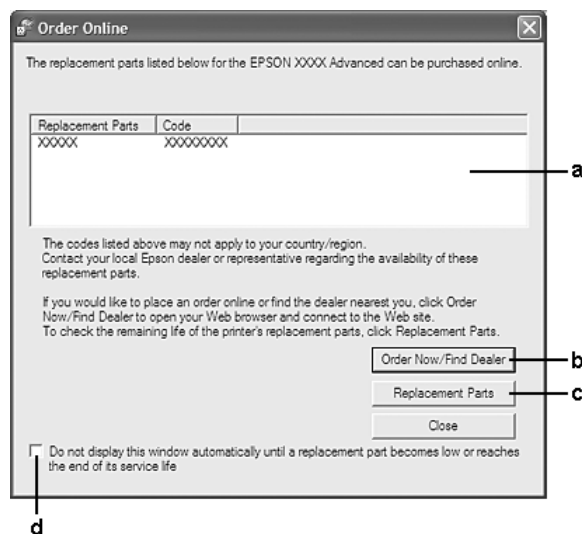 Order Online
The replacement parts listed below for the EPSON XXXX Advanced can be purchased online.
Replacement Parts Code
XXXXX XXXXXXXX
a
The codes listed above may not apply to your country/region.
Contact your local Epson dealer or representative regarding the availability of these
replacement parts.
If you would like to place an order online or find the dealer nearest you, click Order
Now/Find Dealer to open your Web browser and connect to the Web site.
To check the remaining life of the printer's replacement parts, click Replacement Parts.
Order Now/Find Dealer
b
Replacement Parts
c
Close
Do not display this window automatically until a replacement part becomes low or reaches
the end of its service life
d